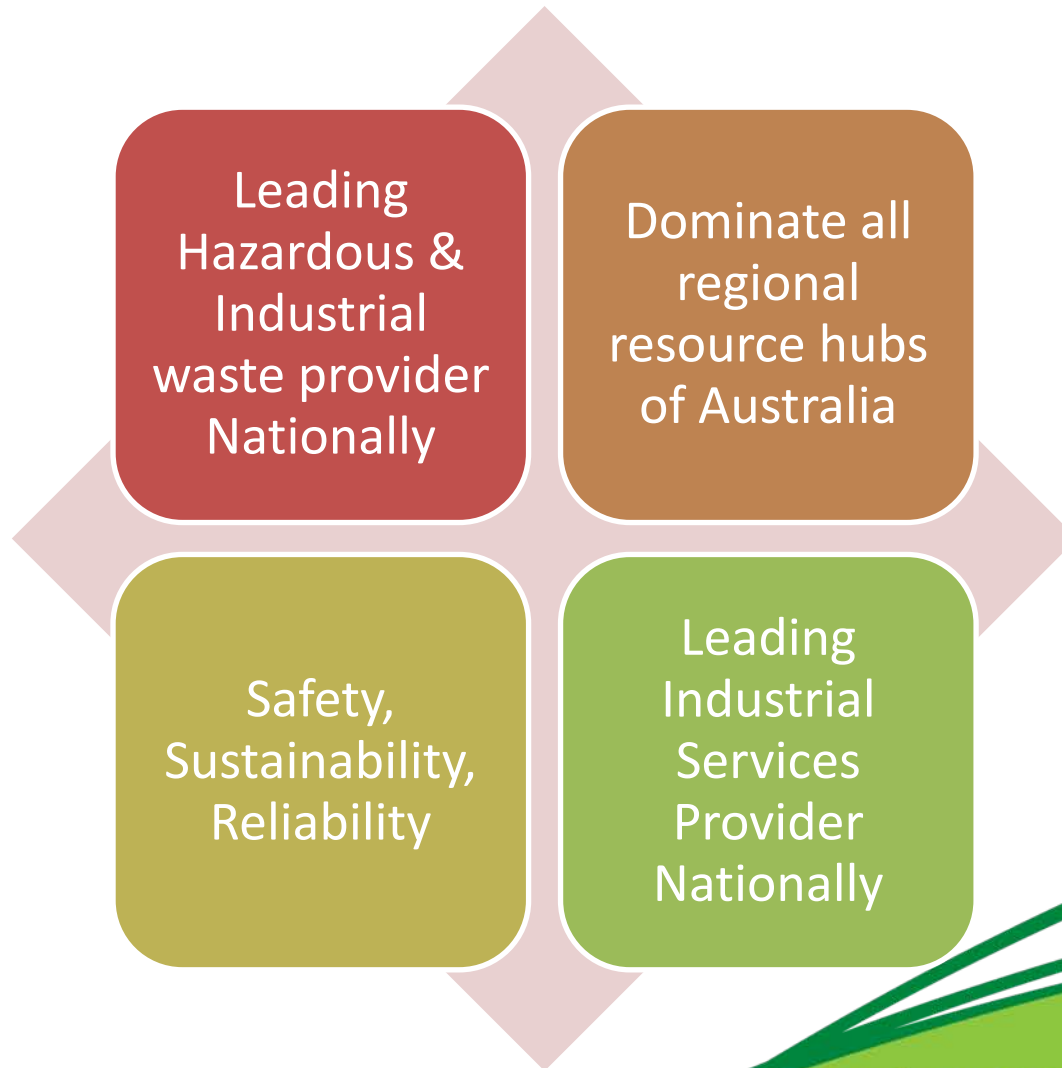 Leading
Hazardous &
Industrial
waste provider
Nationally
Dominate all
regional
resource hubs
of Australia
Safety,
Sustainability,
Reliability
Leading
Industrial
Services
Provider
Nationally